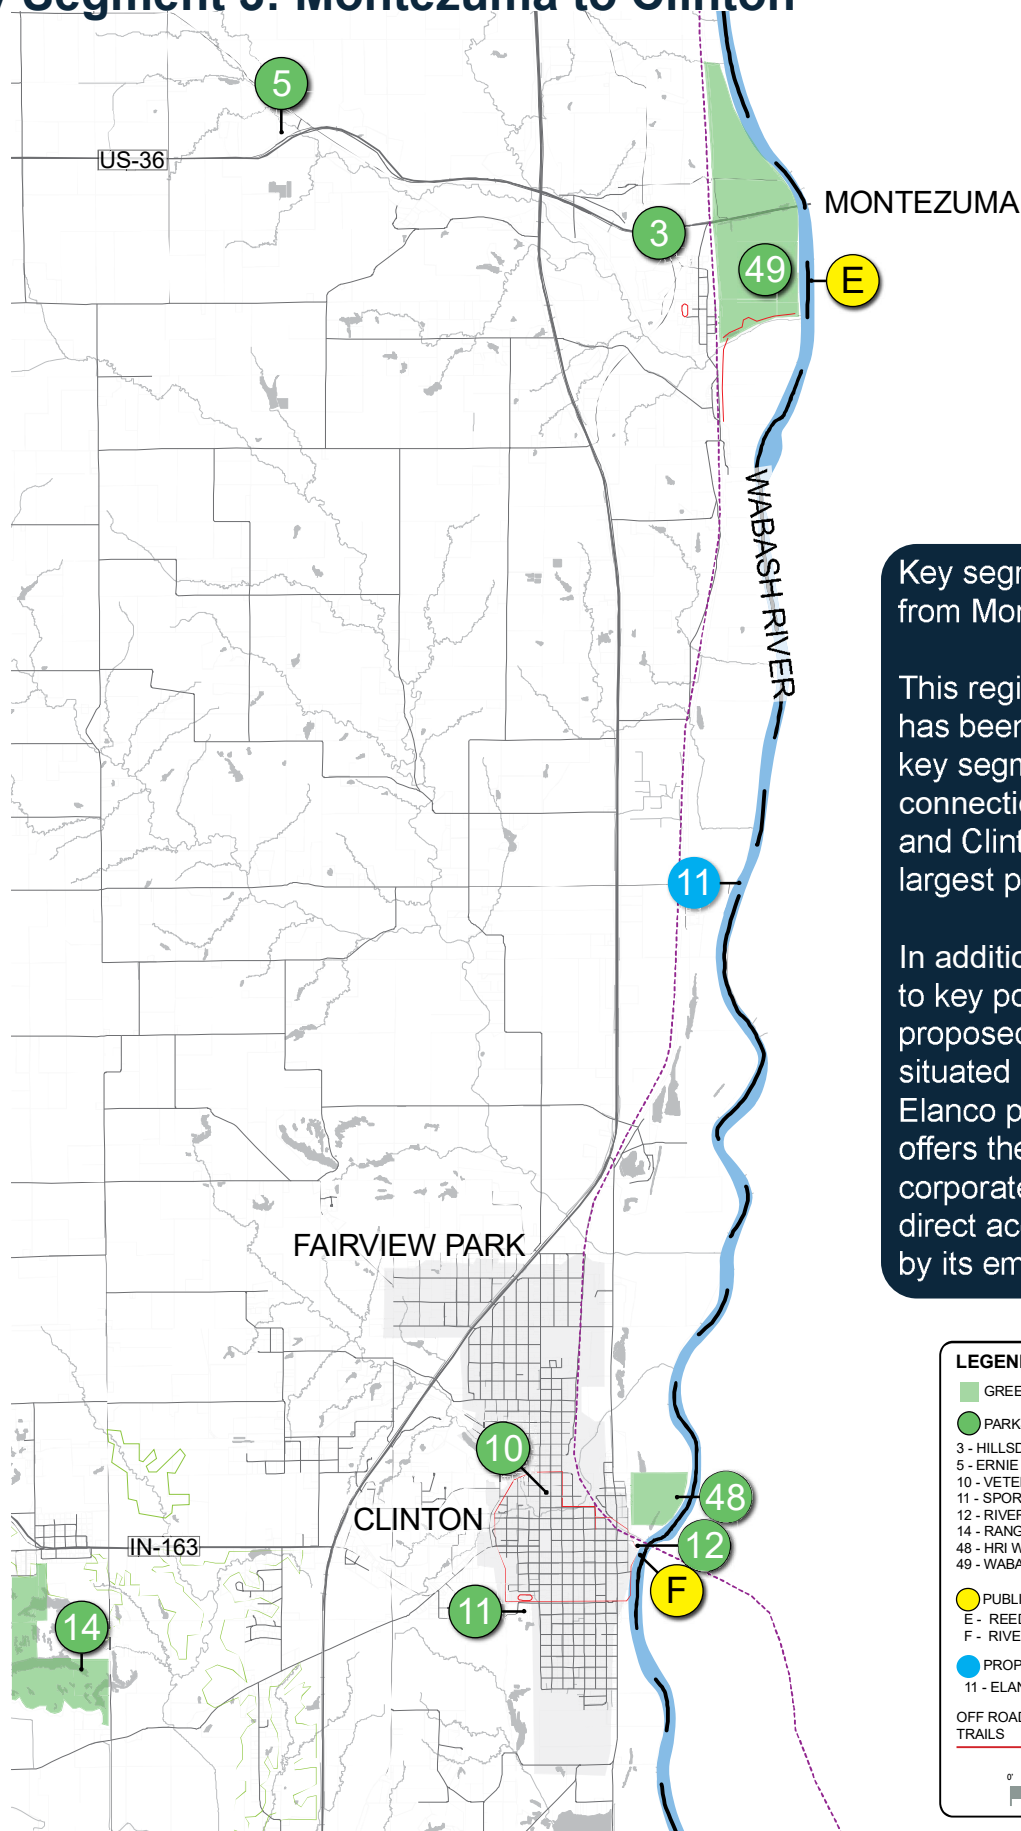 Segment 3: Montezuma to Clinton
5
US-36
MONTEZUMA
3
49
E
WABASH RIVER
Key segm
from Mon
This regi
has been
key segm
connectio
and Clint
largest p
11
In additio
to key po
proposed
situated
Elanco p
offers the
corporate
direct ac
by its em
FAIRVIEW PARK
10
48
CLINTON
12
IN-163
F
11
14
LEGEN
GREE
PARK
3 - HILLSD
5 - ERNIE
10 - VETE
11 - SPOR
12 - RIVER
14 - RANG
48 - HRI W
49 - WABA
PUBLI
E - REED
F - RIVE
PROP
11 - ELAN
OFF ROAD
TRAILS
0'